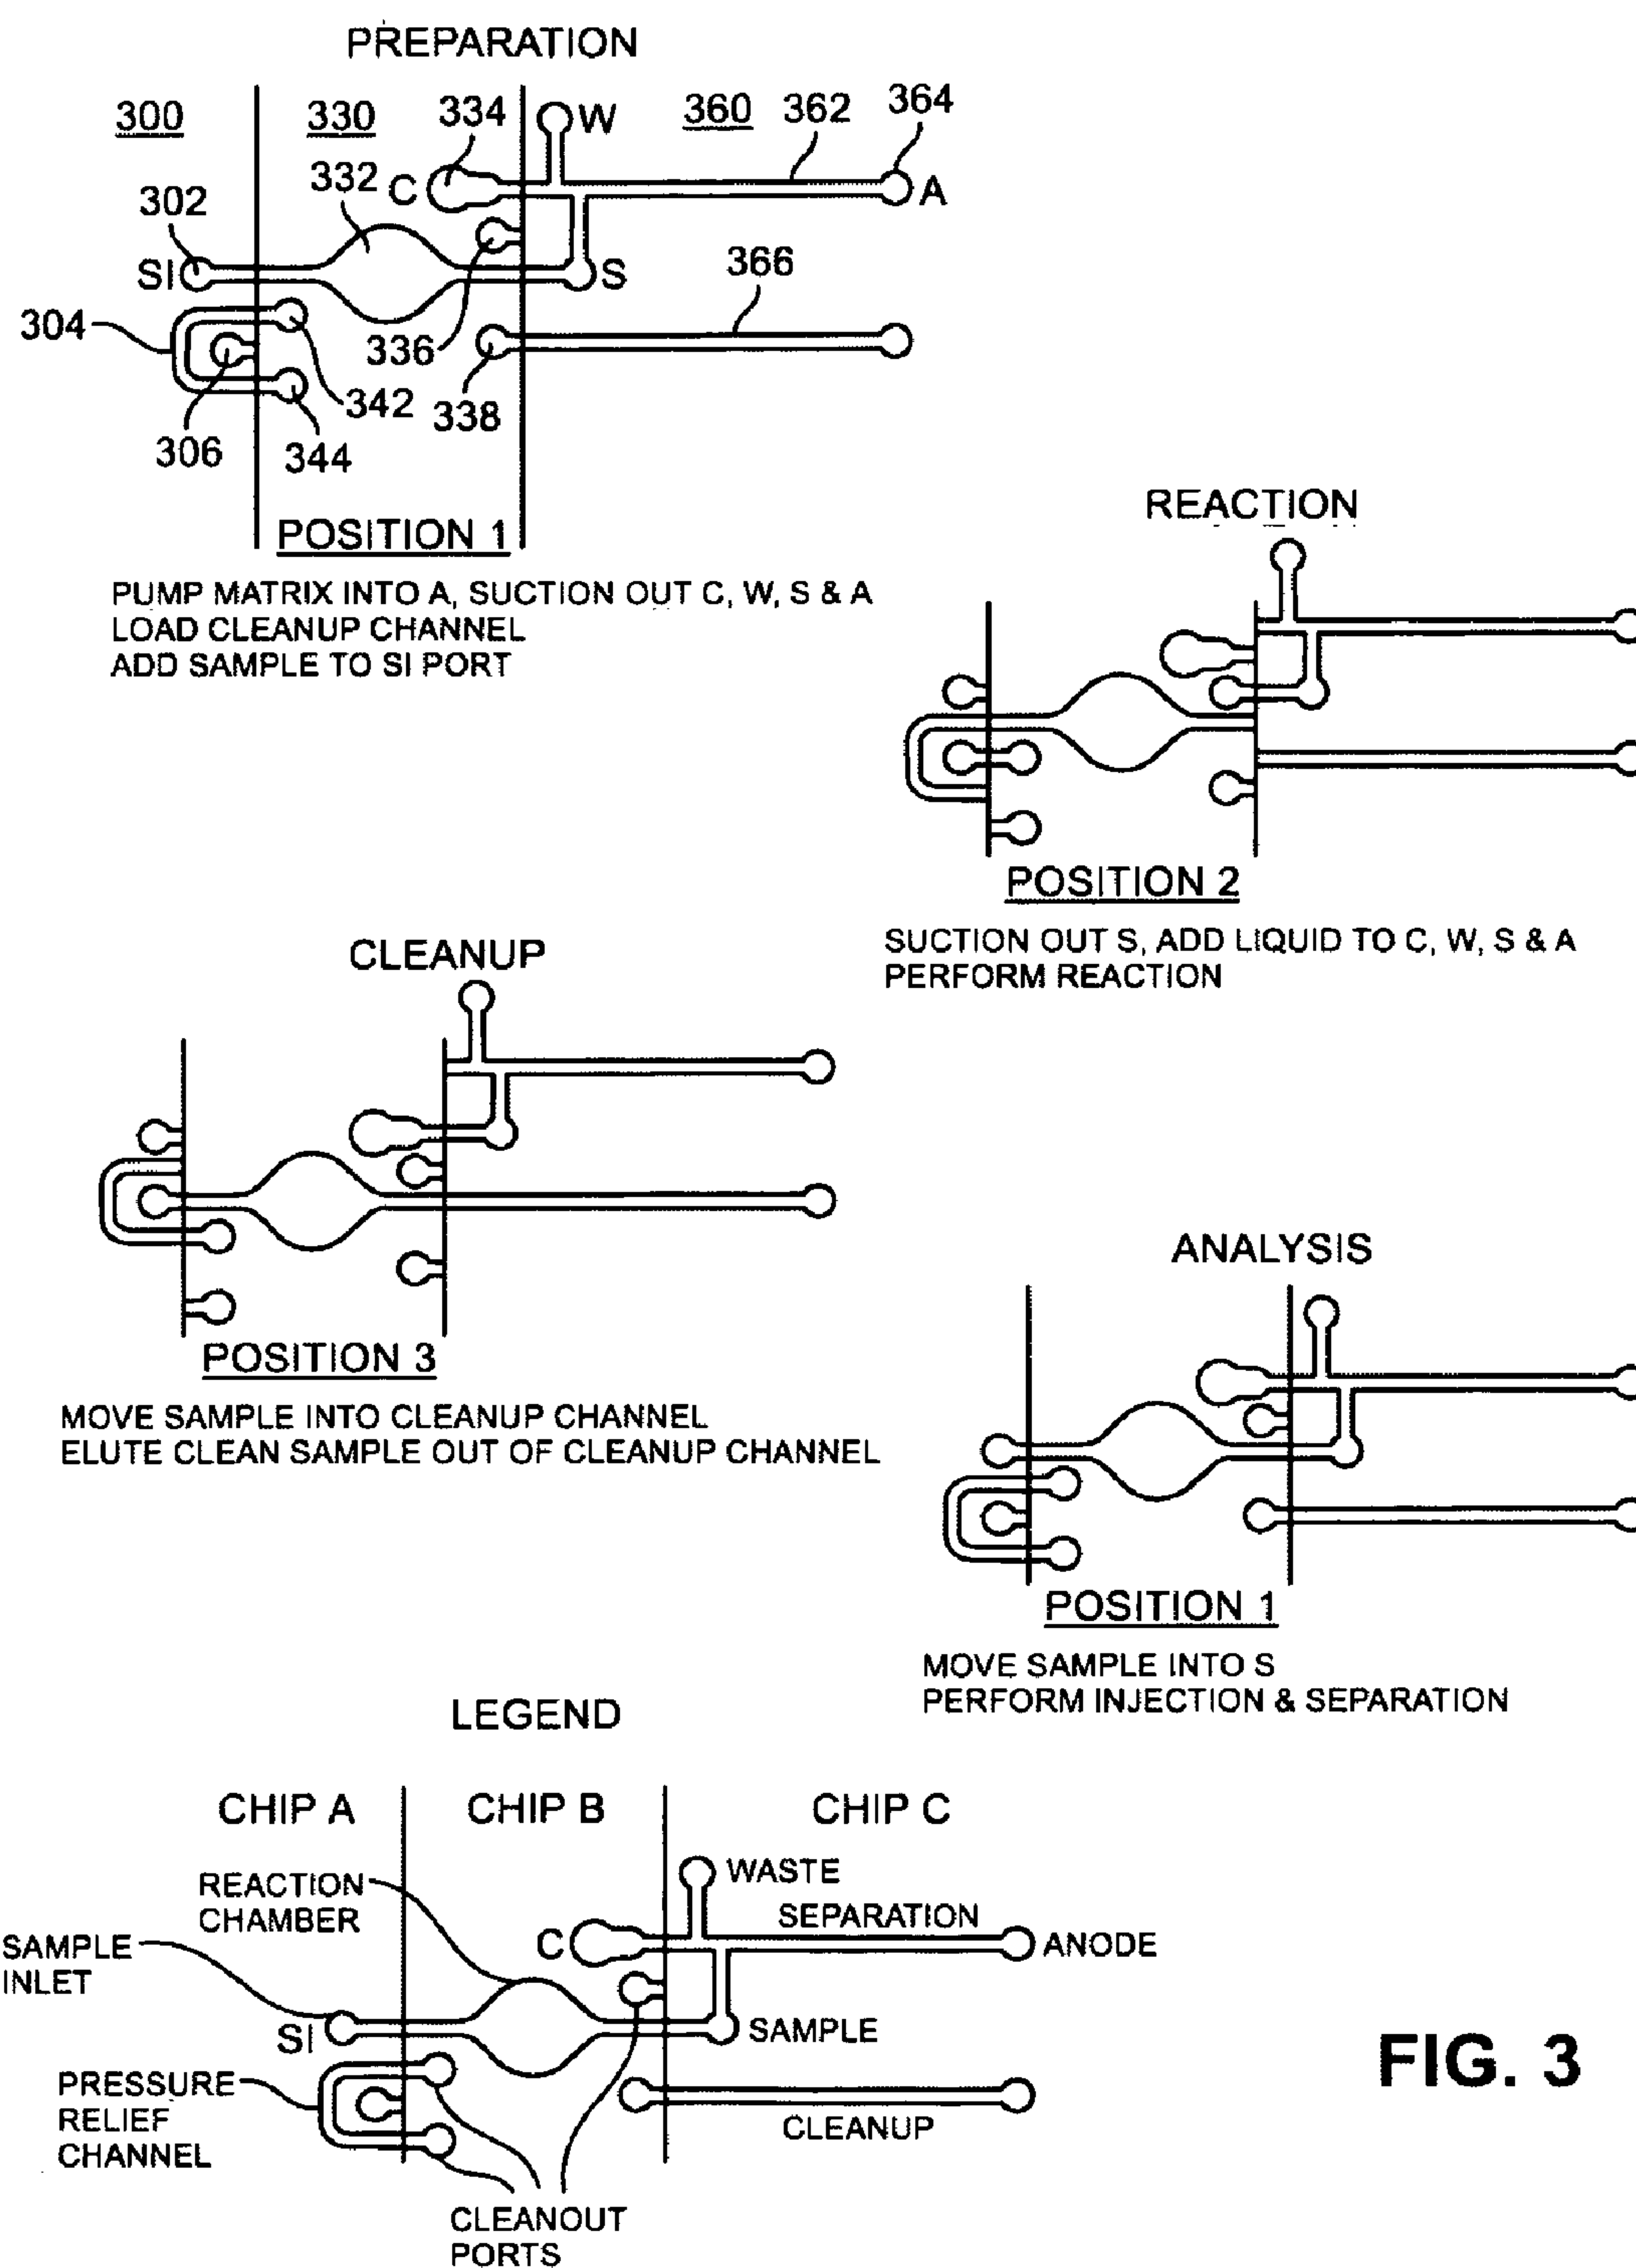 PREPARATION
300
330
334
W
360
362
364
332
C
A
302
336
SI
S
366
304
342
338
306
344
POSITION 1
PUMP MATRIX INTO A, SUCTION OUT C, W, S & A
LOAD CLEANUP CHANNEL
ADD SAMPLE TO SI PORT
REACTION
POSITION 2
SUCTION OUT S, ADD LIQUID TO C, W, S & A
PERFORM REACTION
CLEANUP
POSITION 3
MOVE SAMPLE INTO CLEANUP CHANNEL
ELUTE CLEAN SAMPLE OUT OF CLEANUP CHANNEL
ANALYSIS
POSITION 1
MOVE SAMPLE INTO S
PERFORM INJECTION & SEPARATION
LEGEND
CHIP A
CHIP B
CHIP C
REACTION
CHAMBER
WASTE
SEPARATION
C
ANODE
SAMPLE
INLET
SI
SAMPLE
PRESSURE
RELIEF
CHANNEL
CLEANUP
CLEANOUT
PORTS
FIG. 3